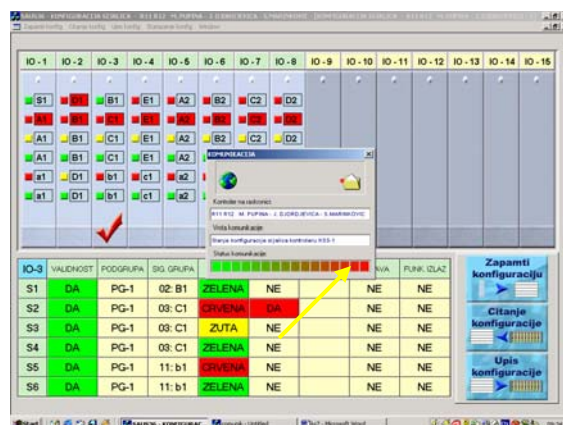 IO - 1 IO - 2 IO - 3 IO - 4 IO - 5 IO - 6 IO - 7 IO - 8 IO - 9 IO - 10 IO - 11 IO - 12 IO - 13 IO - 14 IO - 15
S1 D1 B1 E1 A2 B2 C2 D2
A1 B1 C1 E1 A2 B2 C2 D2
A1 B1 C1 E1 A2 B2 C2 D2
A1 B1 C1 E1 A2
a1 D1 b1 c1 a2
a1 D1 b1 c1 a2
KOMUNIKACIJA
Kontroler na raskrsnici:
R11 R12 M. PUPINA - J. DJORDJEVICA - S.MARINKOVIC
Vrsta komunikacije:
Status komunikacije:
IO-3 VALIDNOST PODGRUPA SIG. GRUPA FUNK. IZLAZ
S1 DA PG-1 02: B1 ZELENA NE NE NE
S2 DA PG-1 03: C1 CRVENA DA NE NE
S3 DA PG-1 03: C1 ZUTA NE NE NE
S4 DA PG-1 03: C1 ZELENA NE NE NE
S5 DA PG-1 11: b1 CRVENA NE NE NE
S6 DA PG-1 11: b1 ZELENA NE NE NE
Zapamti
konfiguraciju
Citanje
konfiguracije
Upis
konfiguracije